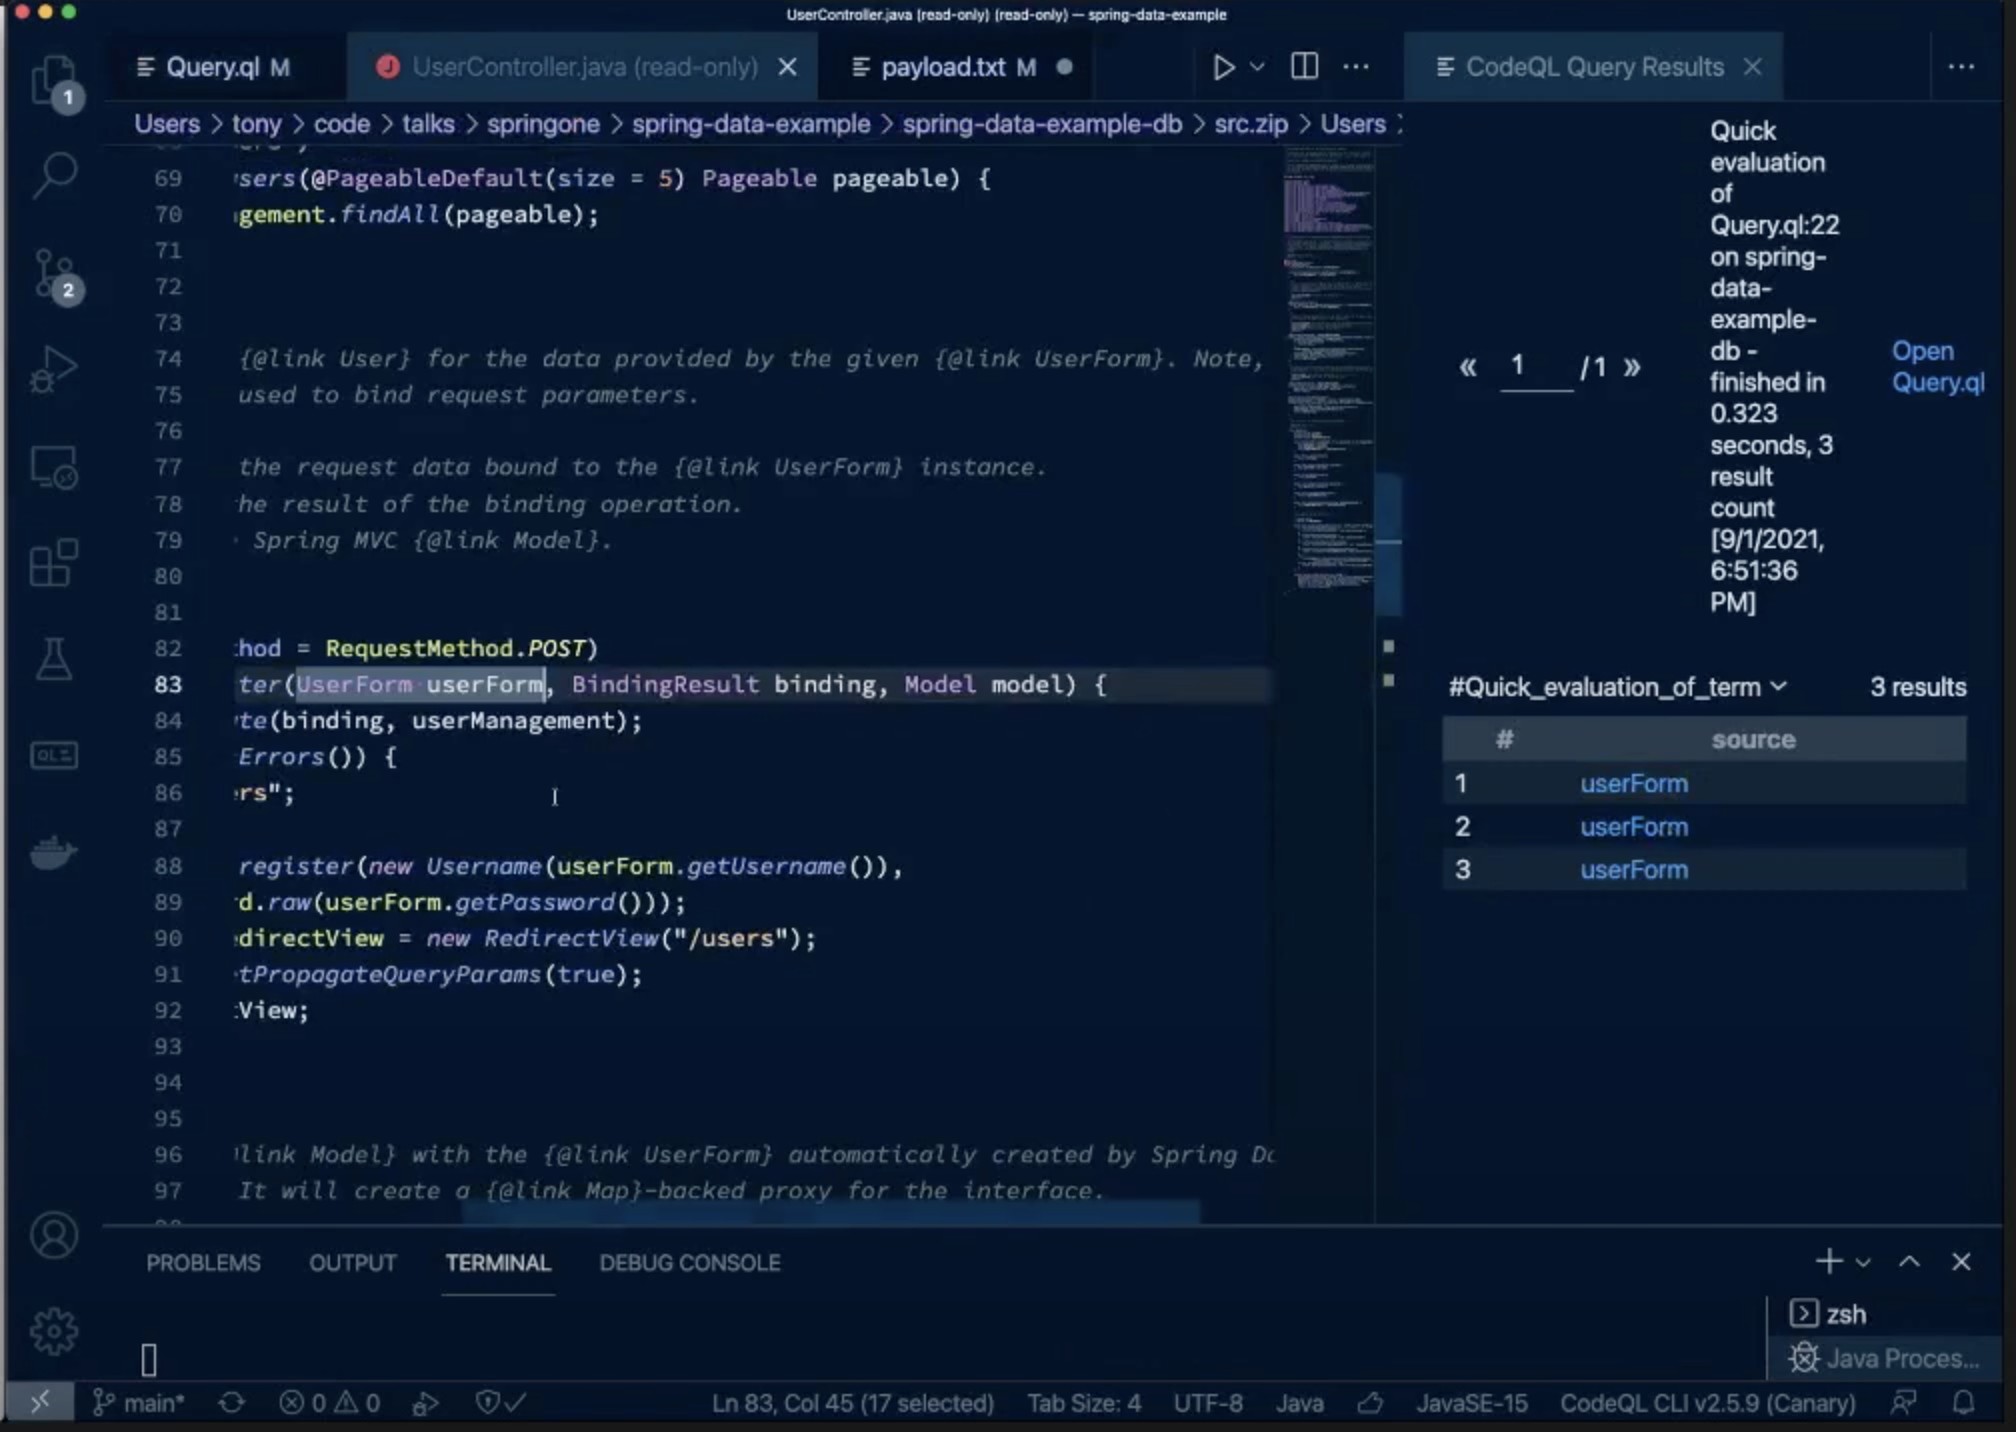 UserController.java (read-only) (read-only) — spring-data-example
Query.ql M
UserController.java (read-only)
payload.txt M
CodeQL Query Results
Users > tony > code > talks > springone > spring-data-example > spring-data-example-db > src.zip > Users >
69 sers(@PageableDefault(size = 5) Pageable pageable) {
70 gement.findAll(pageable);
71
72
73
74 {@link User} for the data provided by the given {@link UserForm}. Note,
75 used to bind request parameters.
76
77 the request data bound to the {@link UserForm} instance.
78 he result of the binding operation.
79 Spring MVC {@link Model}.
80
81
82 hod = RequestMethod.POST)
83 ter(UserForm userForm, BindingResult binding, Model model) {
84 te(binding, userManagement);
85 Errors()) {
86 rs";
87
88 register(new Username(userForm.getUsername()),
89 d.raw(userForm.getPassword()));
90 directView = new RedirectView("/users");
91 tPropagateQueryParams(true);
92 View;
93
94
95
96 link Model} with the {@link UserForm} automatically created by Spring Da
97 It will create a {@link Map}-backed proxy for the interface.
1
2
« 1 / 1 »
Quick
evaluation
of
Query.ql:22
on spring-
data-
example-
db -
finished in
0.323
seconds, 3
result
count
[9/1/2021,
6:51:36
PM]
Open
Query.ql
#Quick_evaluation_of_term 3 results
# source
1 userForm
2 userForm
3 userForm
PROBLEMS OUTPUT TERMINAL DEBUG CONSOLE
zsh
Java Proces...
main* 0 0 Ln 83, Col 45 (17 selected) Tab Size: 4 UTF-8 Java JavaSE-15 CodeQL CLI v2.5.9 (Canary)